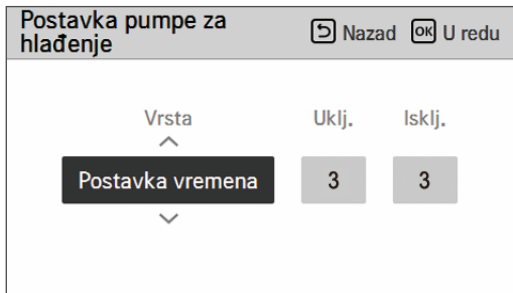 Postavka pumpe za
hlađenje
Nazad OK U redu
Vrsta Uklj. Isklj.
Postavka vremena 3 3